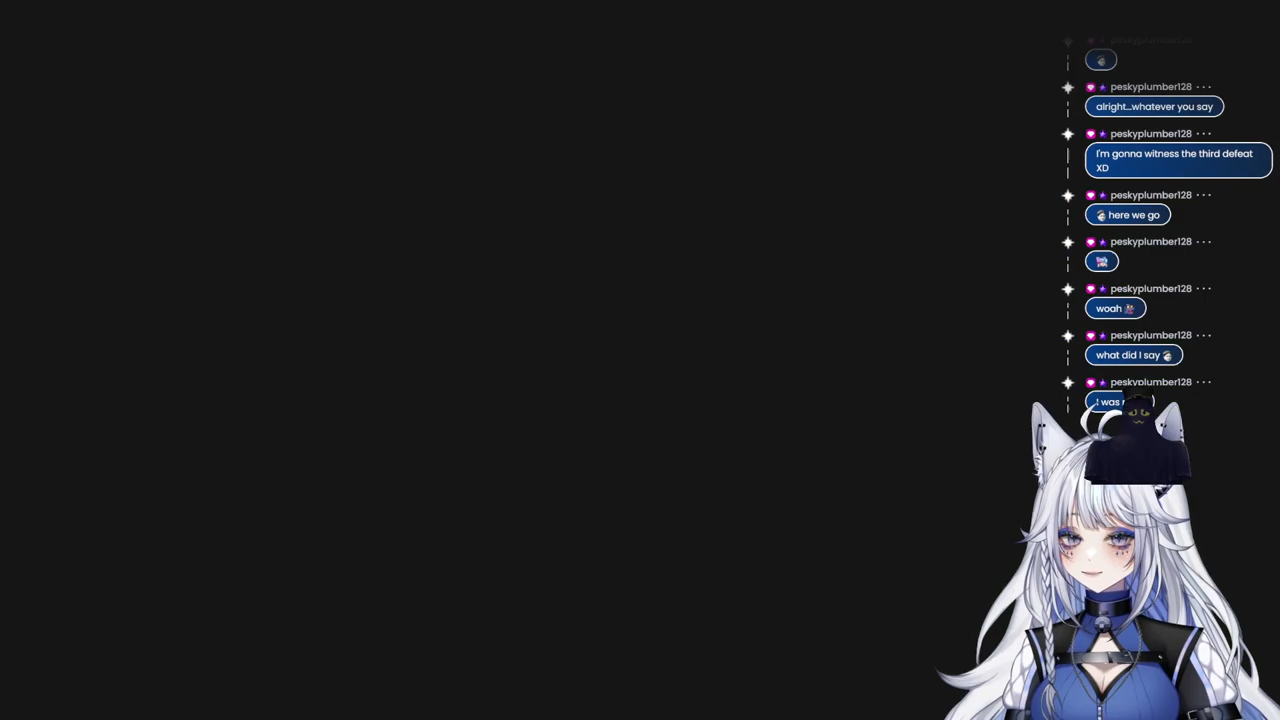 peskyplumber128
peskyplumber128 ...
alright...whatever you say
peskyplumber128 ...
I'm gonna witness the third defeat
XD
peskyplumber128 ...
here we go
peskyplumber128 ...
peskyplumber128 ...
woah
peskyplumber128 ...
what did I say
peskyplumber128 ...
I was